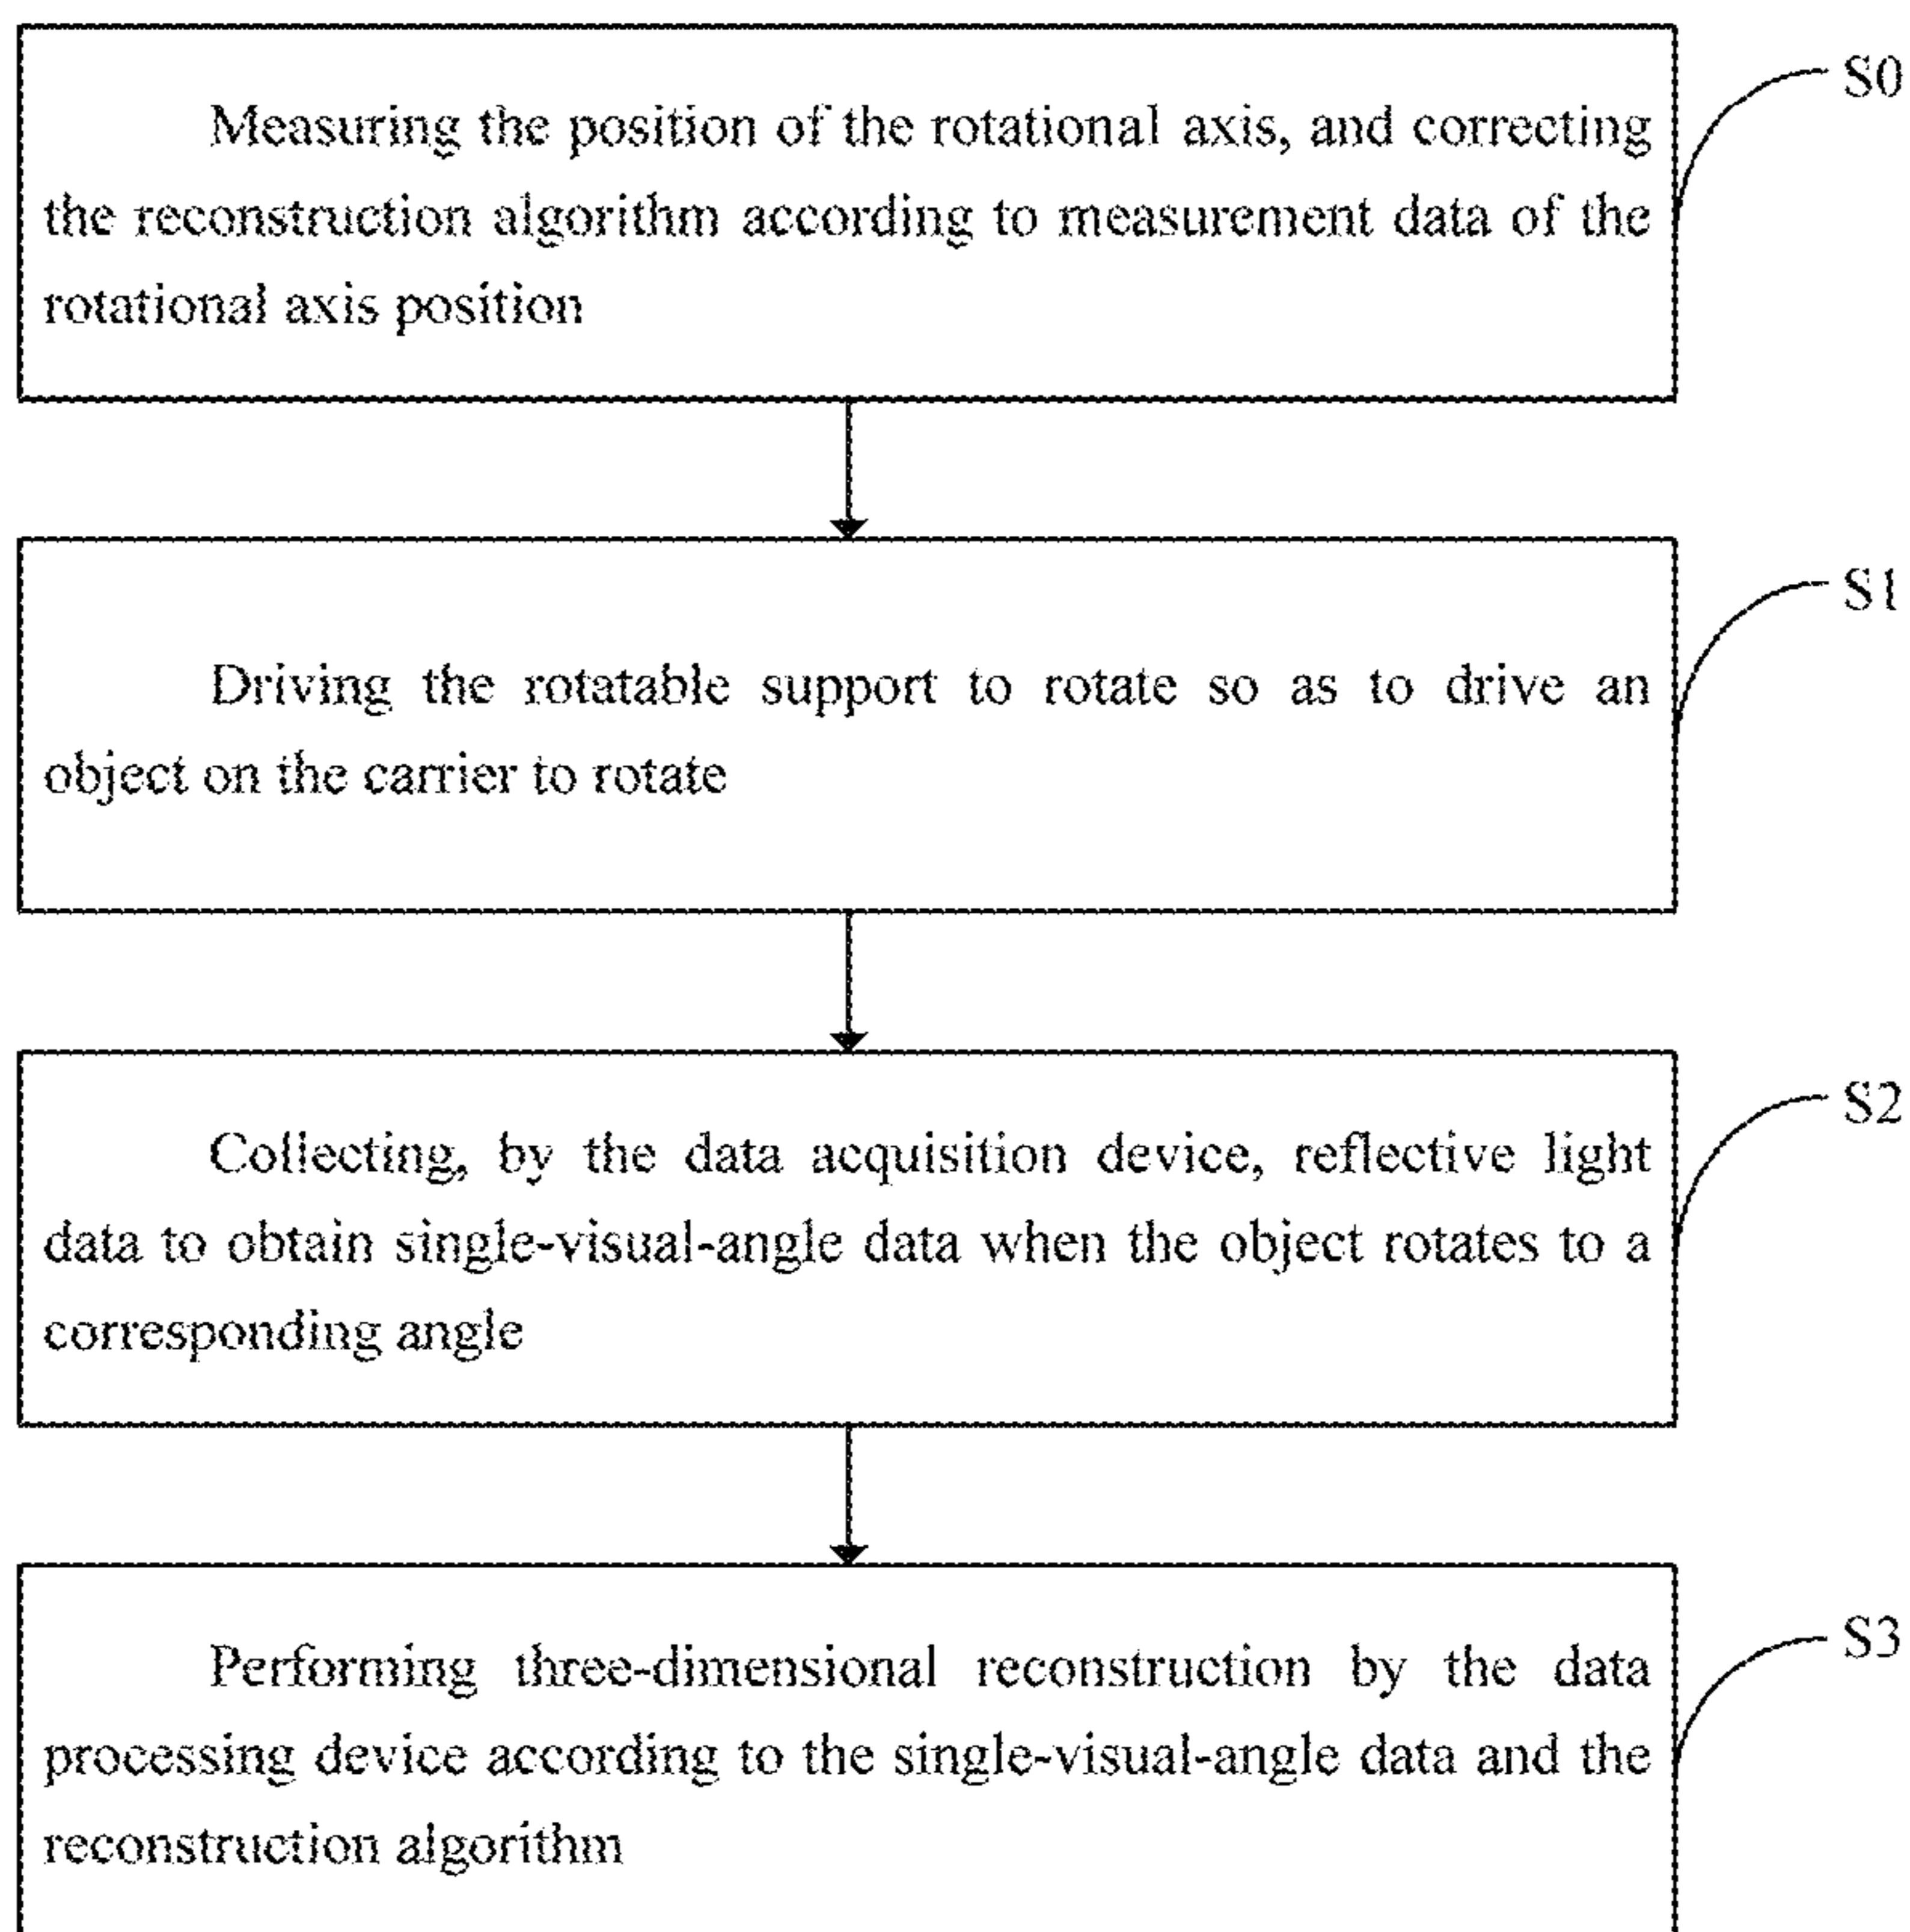 Measuring the position of the rotational axis, and correcting
the reconstruction algorithm according to measurement data of the
rotational axis position
S0
Driving the rotatable support to rotate so as to drive an
object on the carrier to rotate
S1
Collecting, by the data acquisition device, reflective light
data to obtain single-visual-angle data when the object rotates to a
corresponding angle
S2
Performing three-dimensional reconstruction by the data
processing device according to the single-visual-angle data and the
reconstruction algorithm
S3